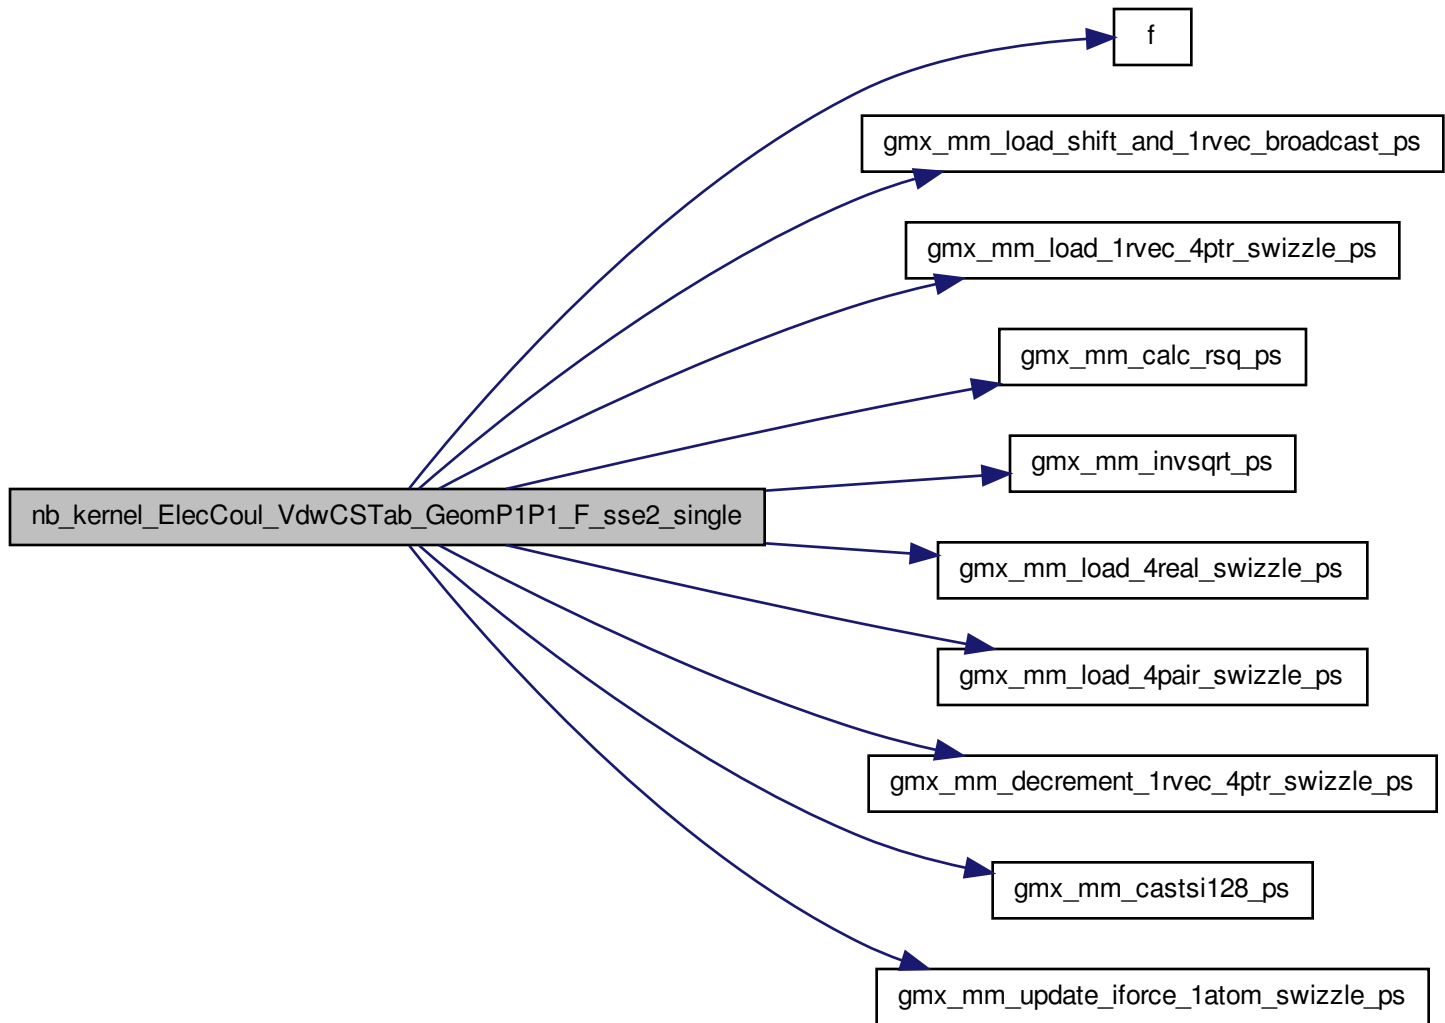 f
gmx_mm_load_shift_and_1rvec_broadcast_ps
gmx_mm_load_1rvec_4ptr_swizzle_ps
gmx_mm_calc_rsq_ps
gmx_mm_invsqrt_ps
nb_kernel_ElecCoul_VdwCSTab_GeomP1P1_F_sse2_single
gmx_mm_load_4real_swizzle_ps
gmx_mm_load_4pair_swizzle_ps
gmx_mm_decrement_1rvec_4ptr_swizzle_ps
gmx_mm_castsi128_ps
gmx_mm_update_iforce_1atom_swizzle_ps